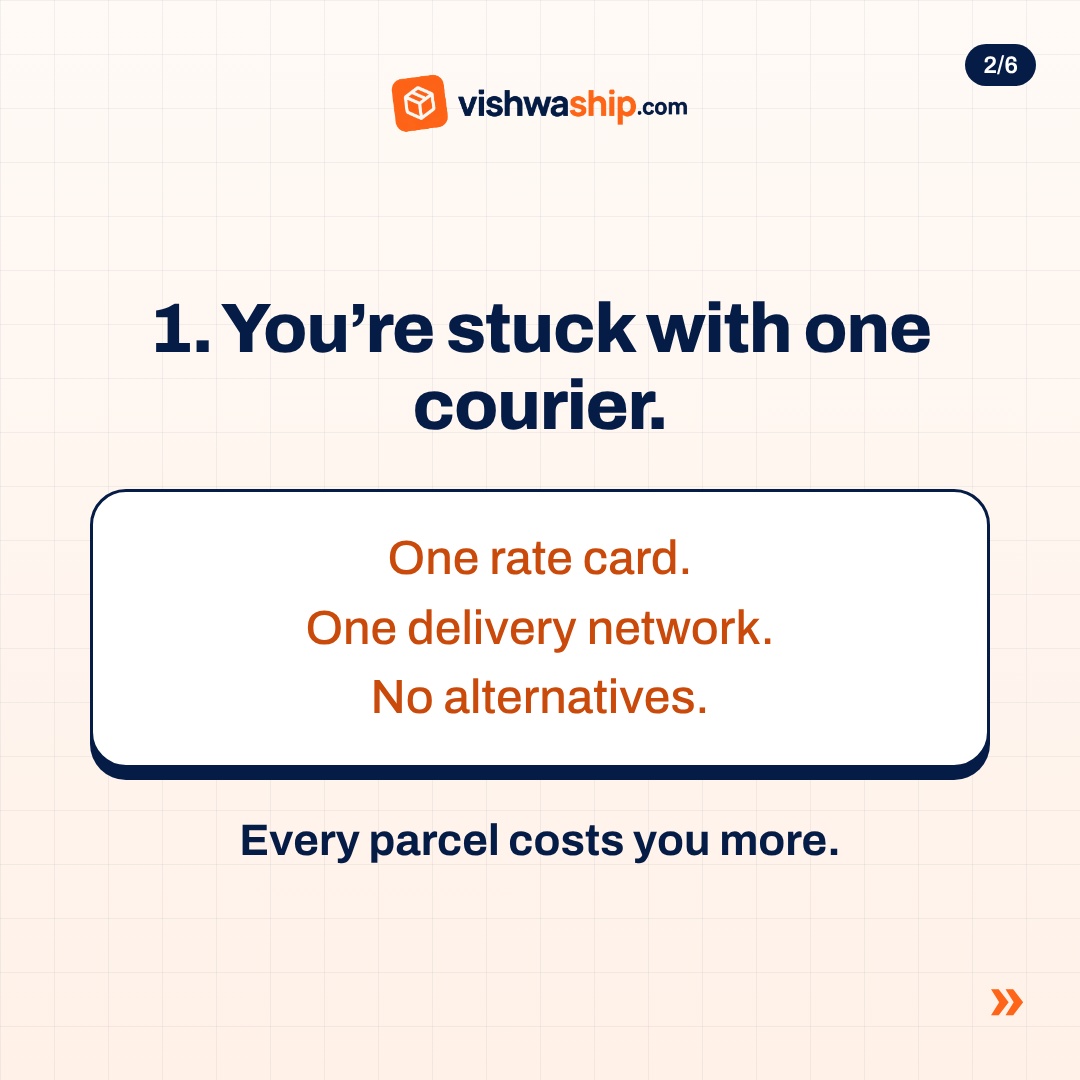 2/6
vishwaship.com
1. You’re stuck with one
courier.
One rate card.
One delivery network.
No alternatives.
Every parcel costs you more.
»